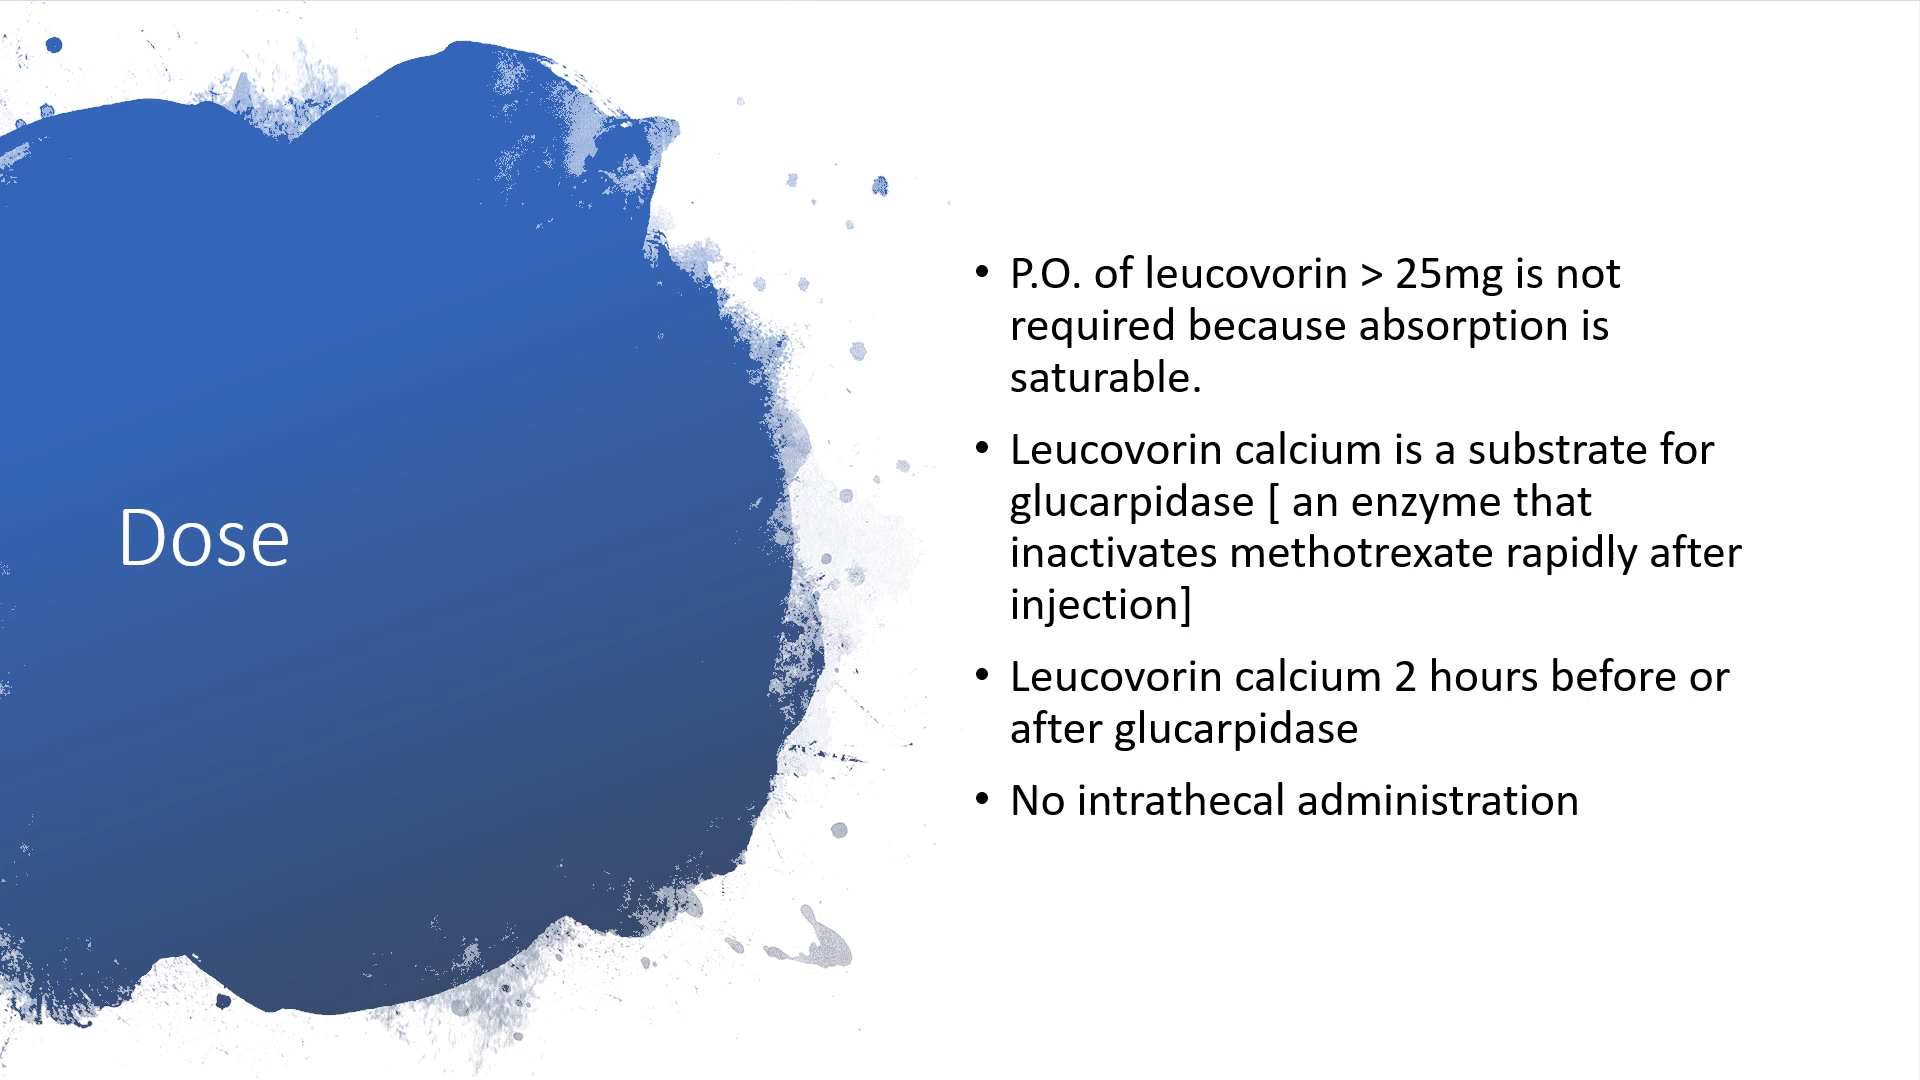 Dose
• P.O. of leucovorin > 25mg is not
required because absorption is
saturable.
• Leucovorin calcium is a substrate for
glucarpidase [ an enzyme that
inactivates methotrexate rapidly after
injection]
• Leucovorin calcium 2 hours before or
after glucarpidase
• No intrathecal administration